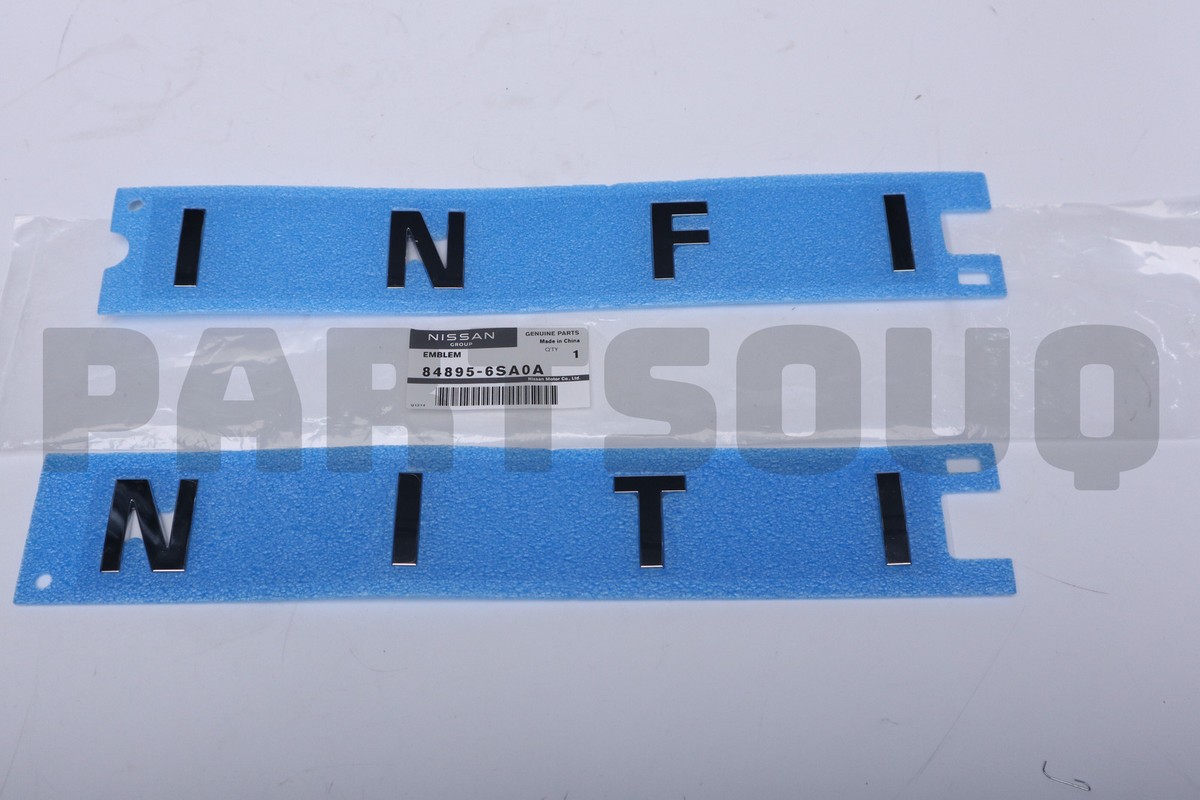 I N F I
NISSAN GENUINE PARTS
GROUP Made in China
EMBLEM QTY 1
84895-6SA0A
Nissan Motor Co., Ltd.
PARTSOUQ
N I T I